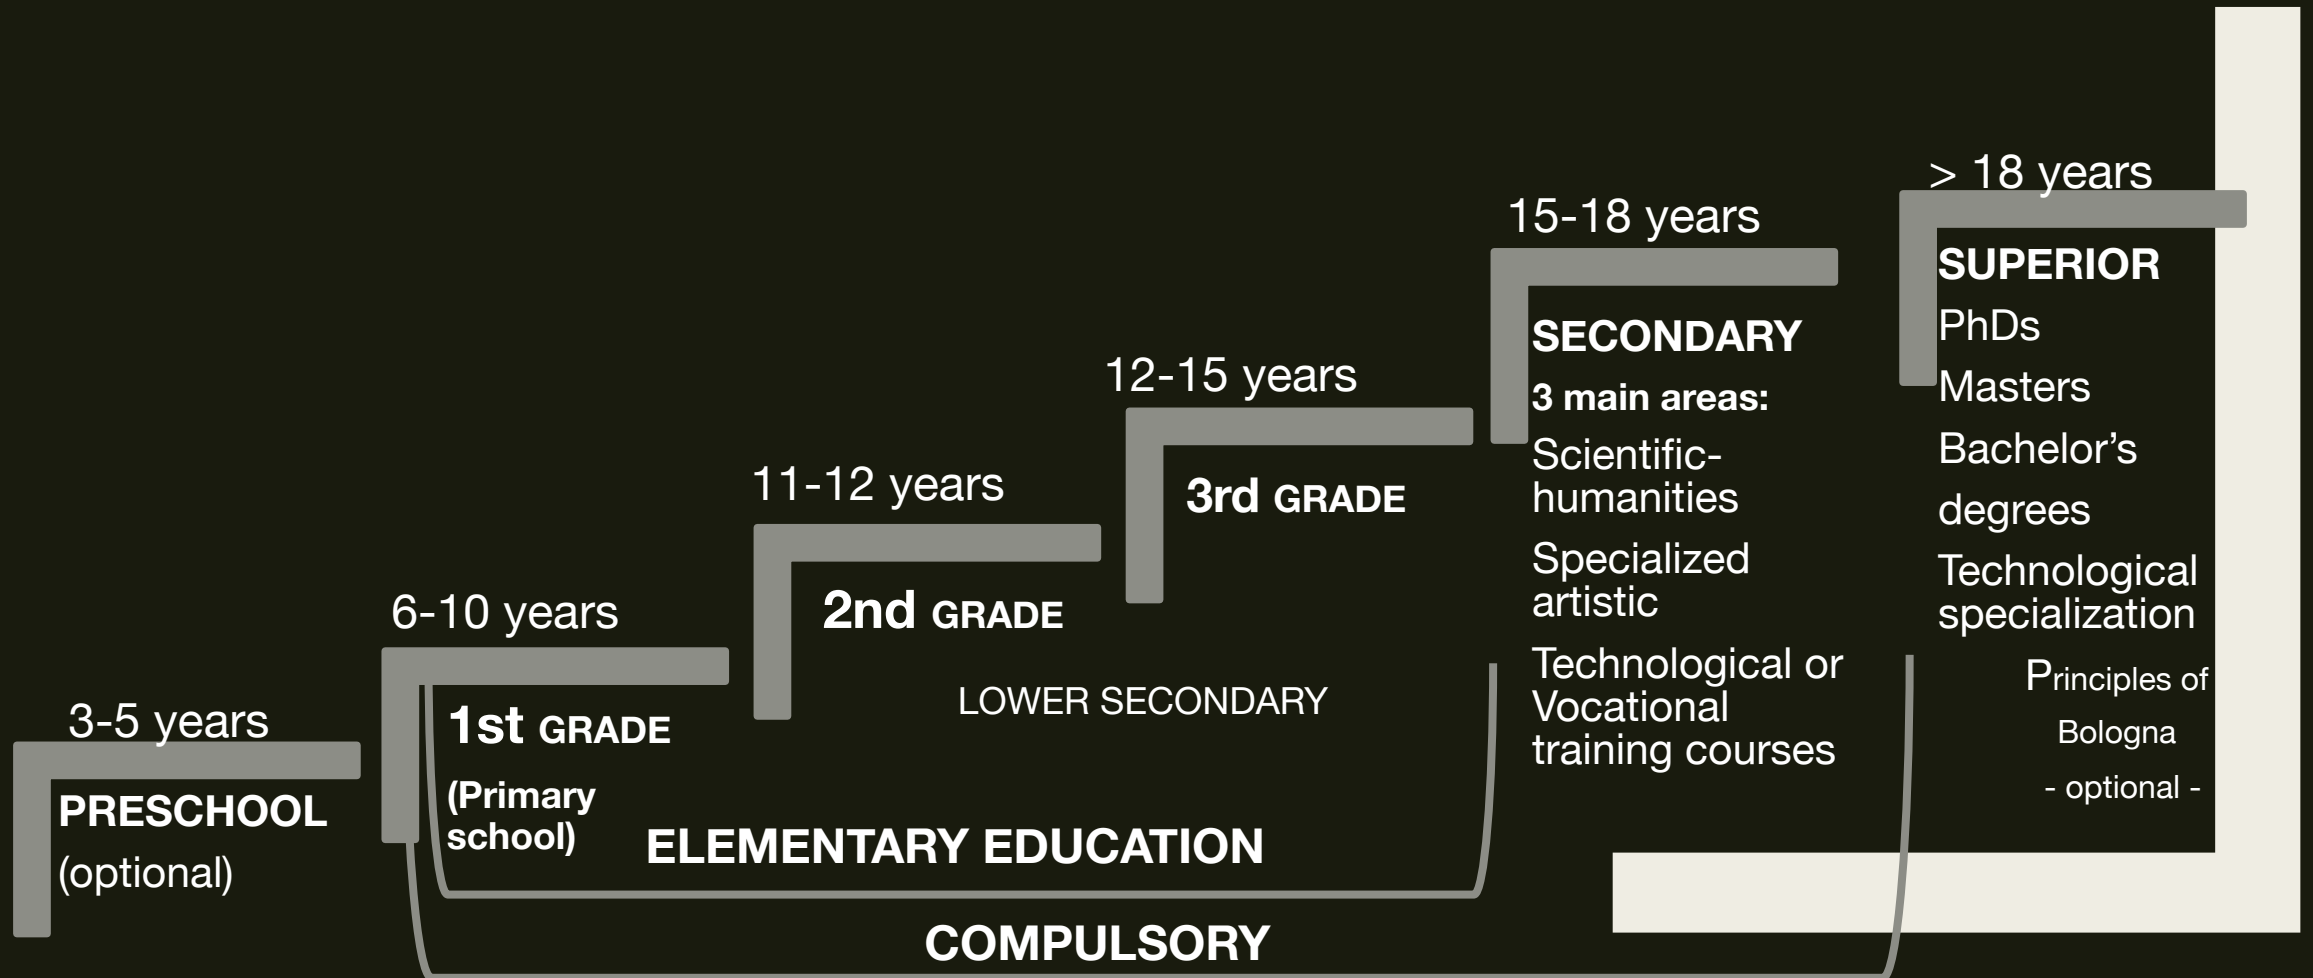 3-5 years
PRESCHOOL
(optional)
6-10 years
1st GRADE
(Primary
school)
11-12 years
2nd GRADE
12-15 years
3rd GRADE
LOWER SECONDARY
ELEMENTARY EDUCATION
COMPULSORY
15-18 years
SECONDARY
3 main areas:
Scientific-
humanities
Specialized
artistic
Technological or
Vocational
training courses
> 18 years
SUPERIOR
PhDs
Masters
Bachelor’s
degrees
Technological
specialization
Principles of
Bologna
- optional -